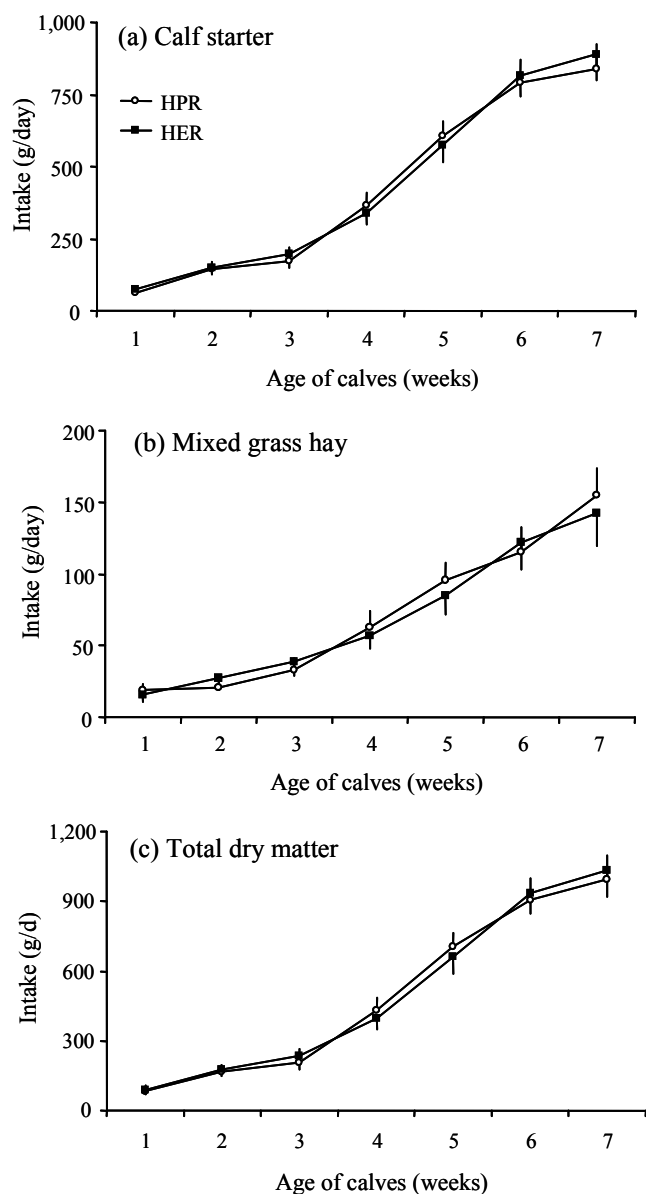 (a) Calf starter
HPR
HER
1,000
750
500
250
0
Intake (g/day)
1 2 3 4 5 6 7
Age of calves (weeks)
(b) Mixed grass hay
200
150
100
50
0
Intake (g/day)
1 2 3 4 5 6 7
Age of calves (weeks)
(c) Total dry matter
1,200
900
600
300
0
Intake (g/d)
1 2 3 4 5 6 7
Age of calves (weeks)